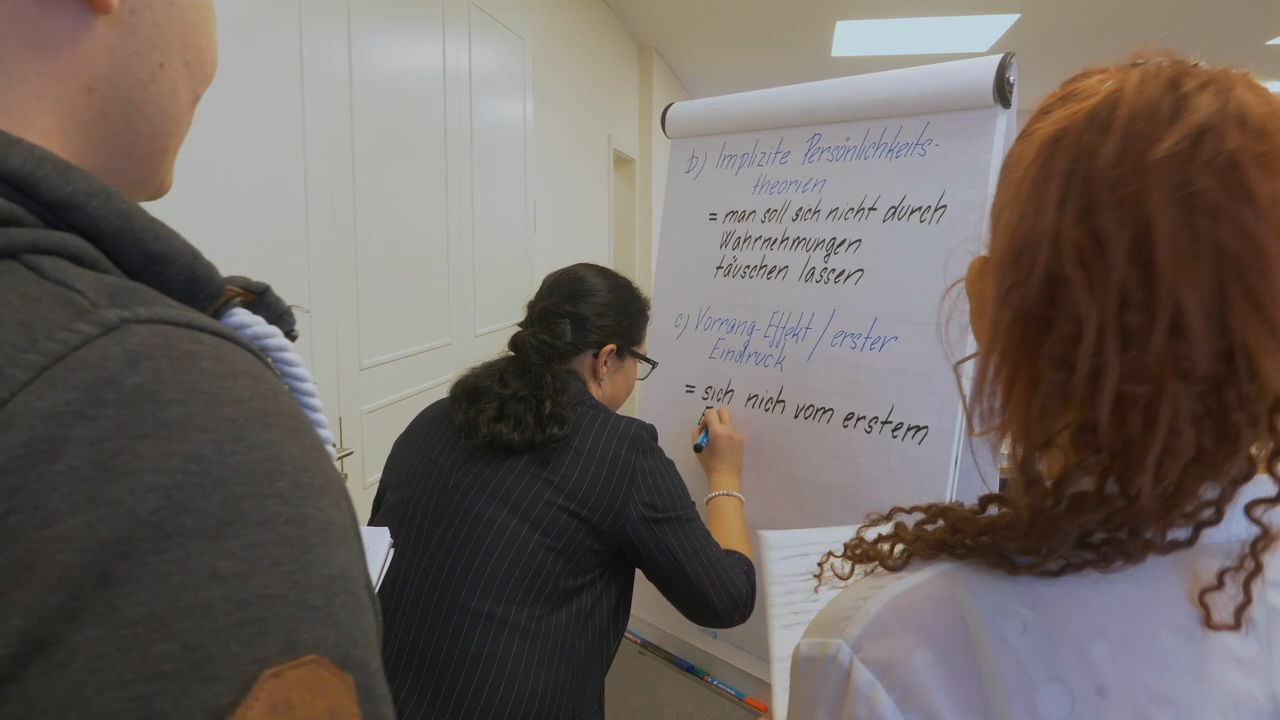 b) Implizite Persönlichkeits-
theorien
= man soll sich nicht durch
Wahrnehmungen
täuschen lassen
c) Vorrang-Effekt / erster
Eindruck
= sich nich vom erstem
E